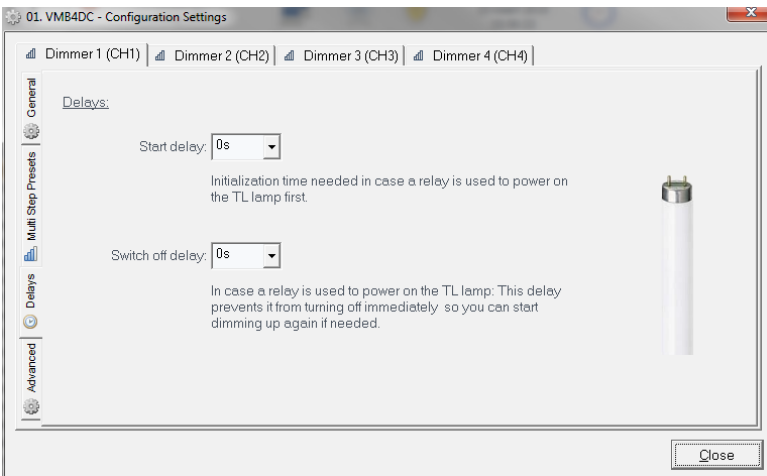 01. VMB4DC - Configuration Settings
Dimmer 1 (CH1) Dimmer 2 (CH2) Dimmer 3 (CH3) Dimmer 4 (CH4)
General
Multi Step Presets
Delays
Advanced
Delays:
Start delay: 0s
Initialization time needed in case a relay is used to power on
the TL lamp first.
Switch off delay: 0s
In case a relay is used to power on the TL lamp: This delay
prevents it from turning off immediately so you can start
dimming up again if needed.
Close